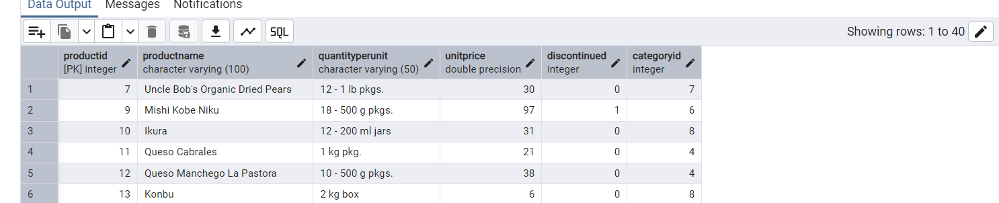 Data Output Messages Notifications
SQL Showing rows: 1 to 40
productid productname quantityperunit unitprice discontinued categoryid
[PK] integer character varying (100) character varying (50) double precision integer integer
1 7 Uncle Bob's Organic Dried Pears 12 - 1 lb pkgs. 30 0 7
2 9 Mishi Kobe Niku 18 - 500 g pkgs. 97 1 6
3 10 Ikura 12 - 200 ml jars 31 0 8
4 11 Queso Cabrales 1 kg pkg. 21 0 4
5 12 Queso Manchego La Pastora 10 - 500 g pkgs. 38 0 4
6 13 Konbu 2 kg box 6 0 8